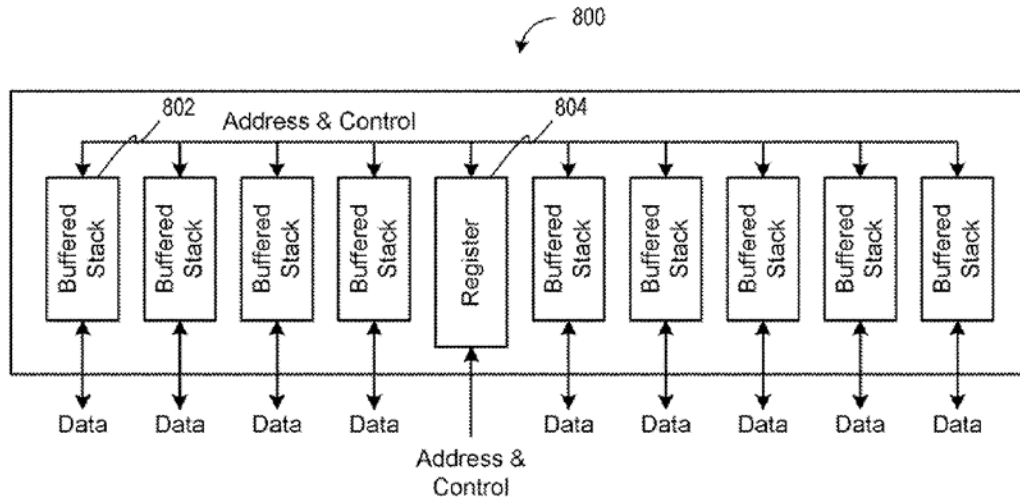 800
802
804
Address & Control
Buffered
Stack
Buffered
Stack
Buffered
Stack
Buffered
Stack
Register
Buffered
Stack
Buffered
Stack
Buffered
Stack
Buffered
Stack
Buffered
Stack
Data
Data
Data
Data
Data
Data
Data
Data
Data
Address &
Control